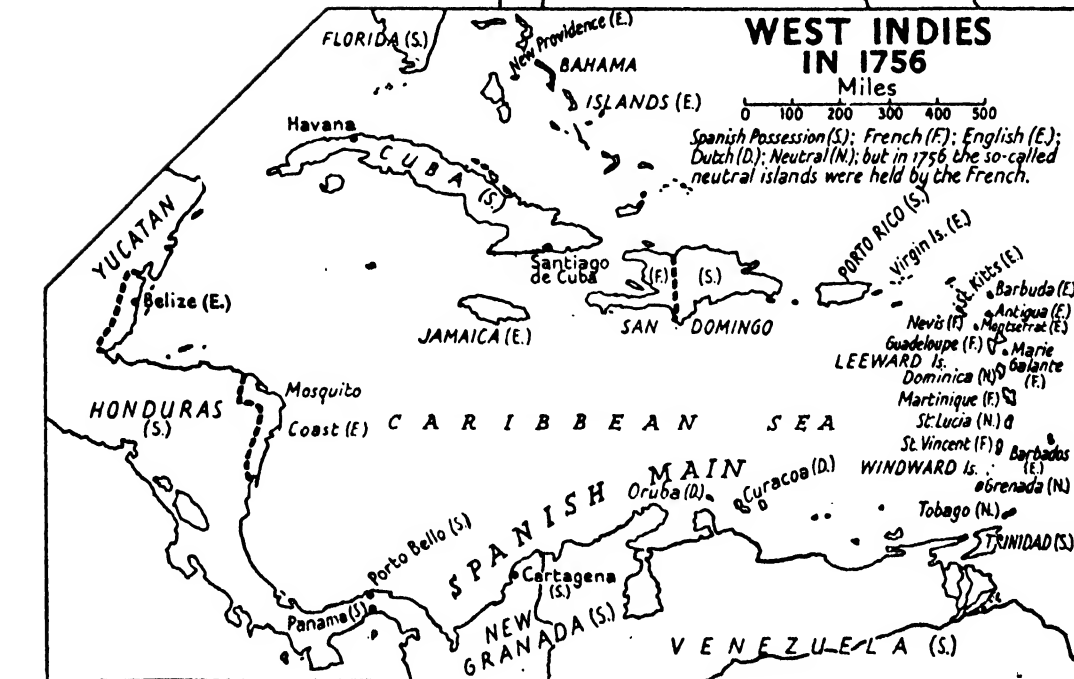 WEST INDIES
IN 1756
Miles
0 100 200 300 400 500
Spanish Possession (S.); French (F.); English (E.);
Dutch (D.); Neutral (N.); but in 1756 the so-called
neutral islands were held by the French.
FLORIDA (S.)
New Providence (E.)
BAHAMA
ISLANDS (E.)
Havana
CUBA (S.)
YUCATAN
Santiago
de Cuba
(F.) (S.)
SAN DOMINGO
PORTO RICO (S.)
Virgin Is. (E.)
St. Kitts (E.)
Barbuda (E.)
Belize (E.)
JAMAICA (E.)
Antigua (E.)
Nevis (F.)
Montserrat (E.)
Guadeloupe (F.)
Marie
Galante
(F.)
LEEWARD Is.
Dominica (N.)
Martinique (F.)
Mosquito
Coast (E)
HONDURAS
(S.)
CARIBBEAN SEA
St. Lucia (N.)
St. Vincent (F.)
Barbados
(E.)
WINDWARD Is.
Grenada (N.)
SPANISH MAIN
Oruba (D.)
Curacoa (D.)
Tobago (N.)
TRINIDAD (S.)
Porto Bello (S.)
Cartagena
(S.)
Panama (S.)
NEW
GRANADA (S.)
VENEZUELA (S.)